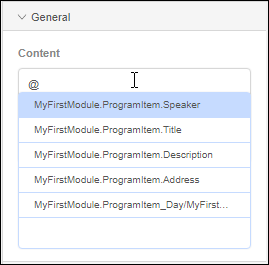 General
Content
@
MyFirstModule.ProgramItem.Speaker
MyFirstModule.ProgramItem.Title
MyFirstModule.ProgramItem.Description
MyFirstModule.ProgramItem.Address
MyFirstModule.ProgramItem_Day/MyFirst...